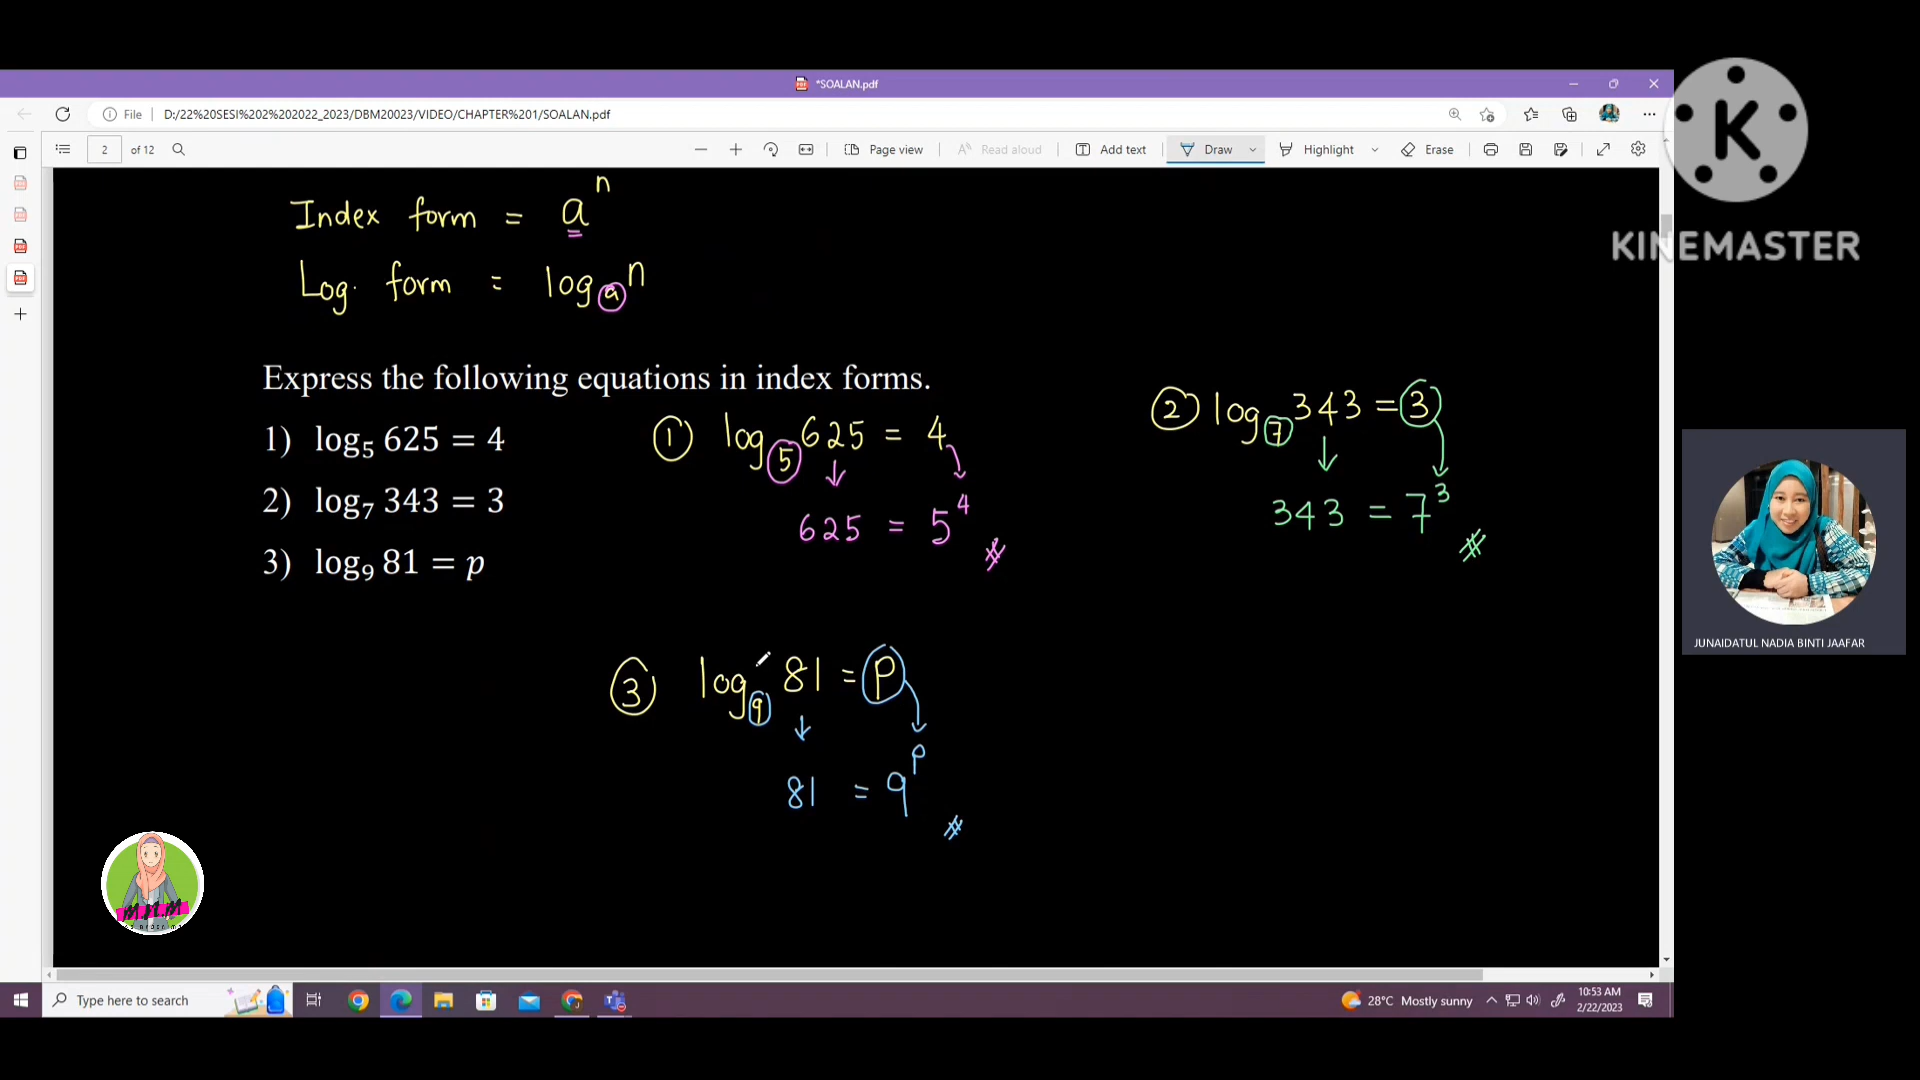 *SOALAN.pdf
File | D:/22%20SESI%202%202022_2023/DBM20023/VIDEO/CHAPTER%201/SOALAN.pdf
2 of 12 Page view Read aloud Add text Draw Highlight Erase
K
KINEMASTER
Index form = aⁿ
Log. form = logₐ n
Express the following equations in index forms.
1) log₅ 625 = 4
2) log₇ 343 = 3
3) log₉ 81 = p
① log₅ 625 = 4
625 = 5⁴
② log₇ 343 = 3
343 = 7³
③ log₉ 81 = p
81 = 9ᵖ
JUNAIDATUL NADIA BINTI JAAFAR
M.N.M
Type here to search
28°C Mostly sunny
10:53 AM
2/22/2023